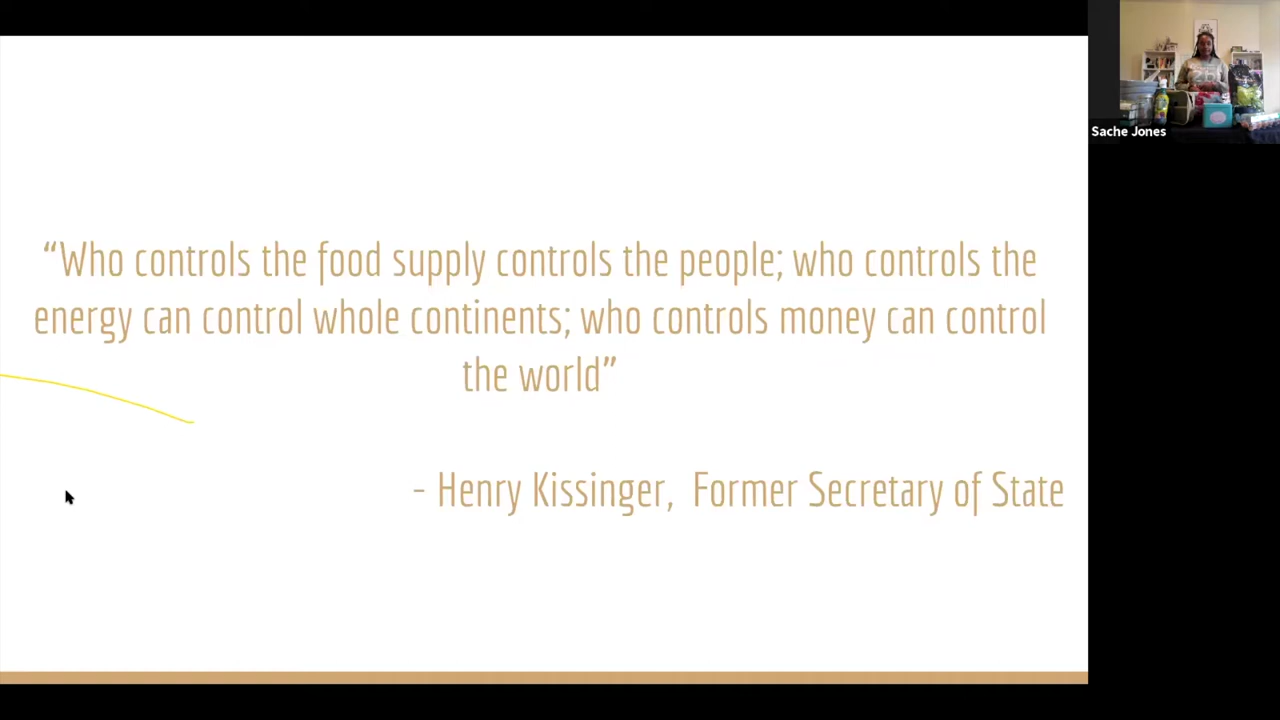 “Who controls the food supply controls the people; who controls the
energy can control whole continents; who controls money can control
the world”
- Henry Kissinger, Former Secretary of State
Sache Jones